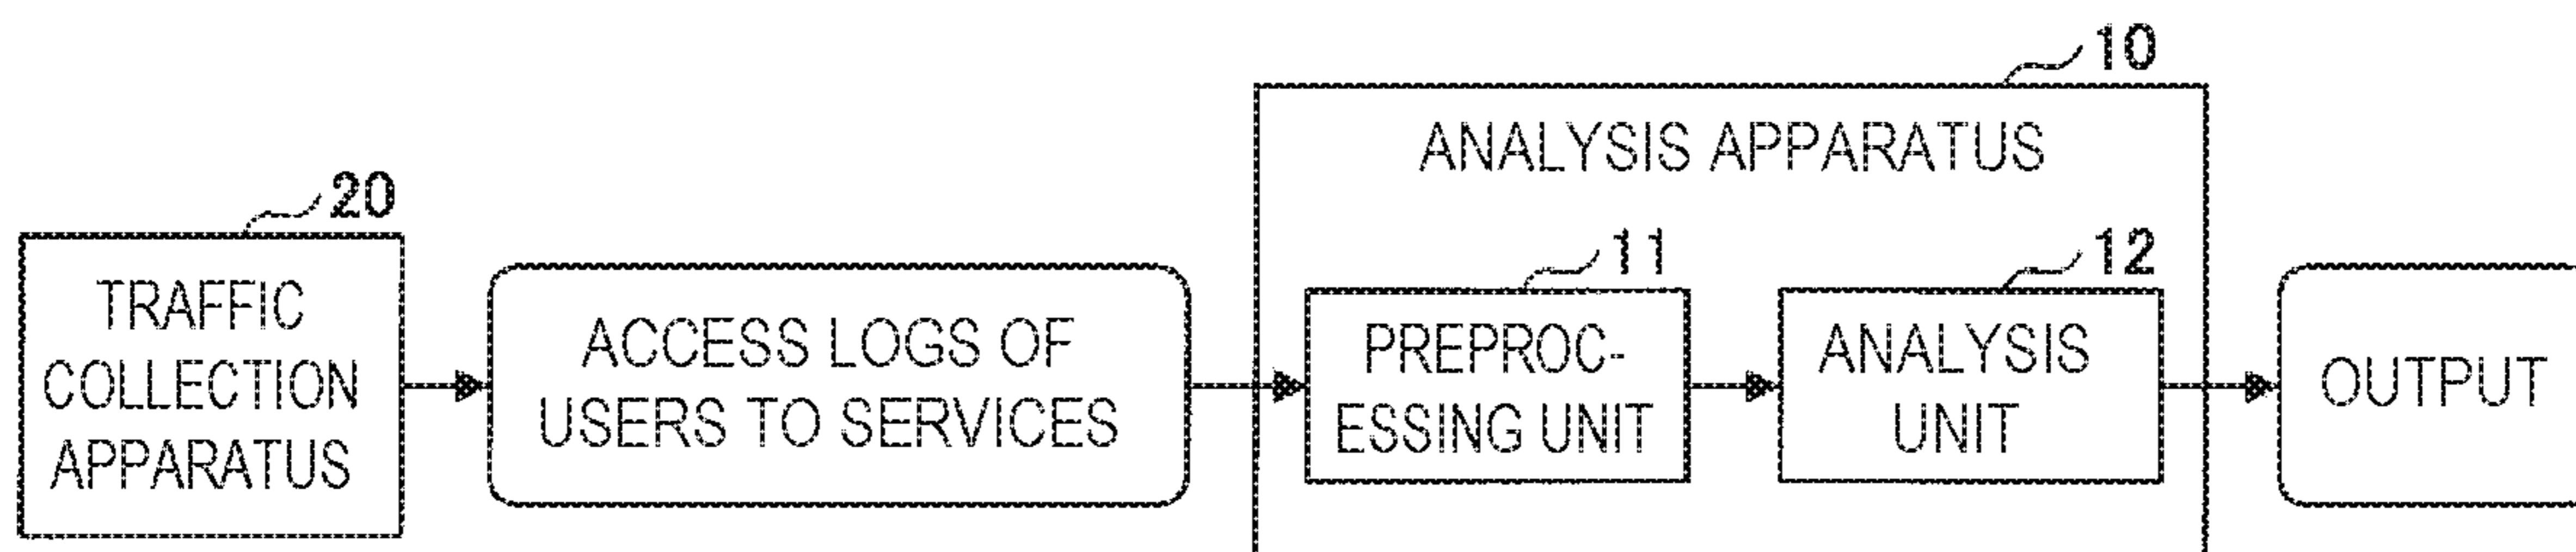 20
TRAFFIC
COLLECTION
APPARATUS
ACCESS LOGS OF
USERS TO SERVICES
10
ANALYSIS APPARATUS
11
PREPROC-
ESSING UNIT
12
ANALYSIS
UNIT
OUTPUT